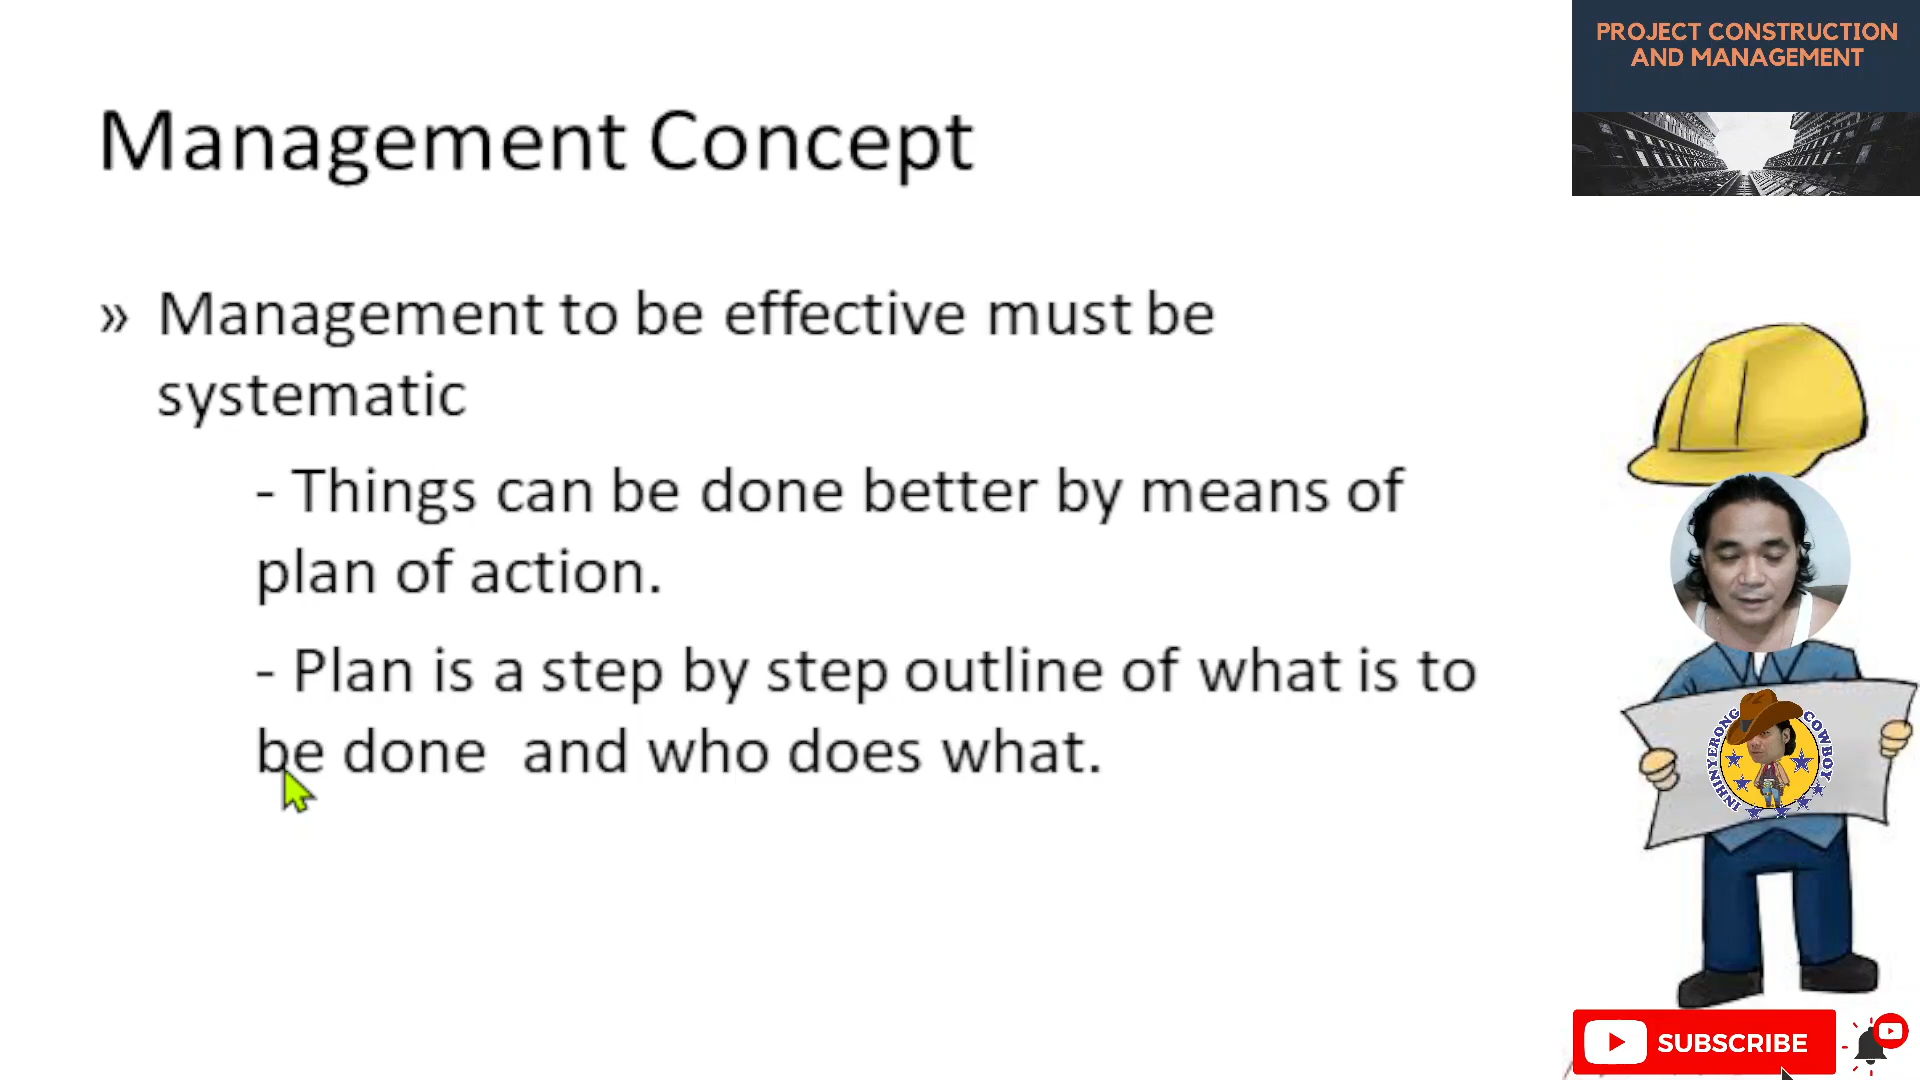 PROJECT CONSTRUCTION
AND MANAGEMENT
Management Concept
» Management to be effective must be
systematic
- Things can be done better by means of
plan of action.
- Plan is a step by step outline of what is to
be done and who does what.
INHINYERONG COWBOY
SUBSCRIBE